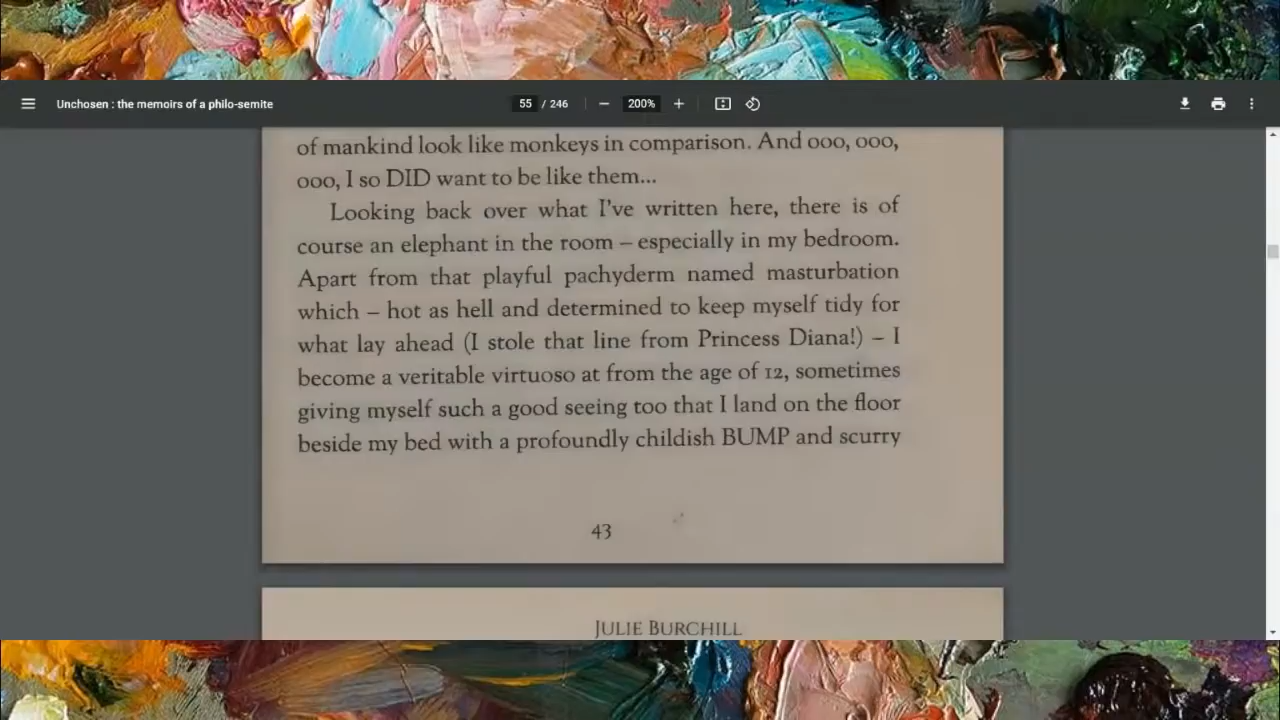 Unchosen : the memoirs of a philo-semite
55 / 246
200%
of mankind look like monkeys in comparison. And ooo, ooo,
ooo, I so DID want to be like them...
Looking back over what I've written here, there is of
course an elephant in the room – especially in my bedroom.
Apart from that playful pachyderm named masturbation
which – hot as hell and determined to keep myself tidy for
what lay ahead (I stole that line from Princess Diana!) – I
become a veritable virtuoso at from the age of 12, sometimes
giving myself such a good seeing too that I land on the floor
beside my bed with a profoundly childish BUMP and scurry
43
JULIE BURCHILL